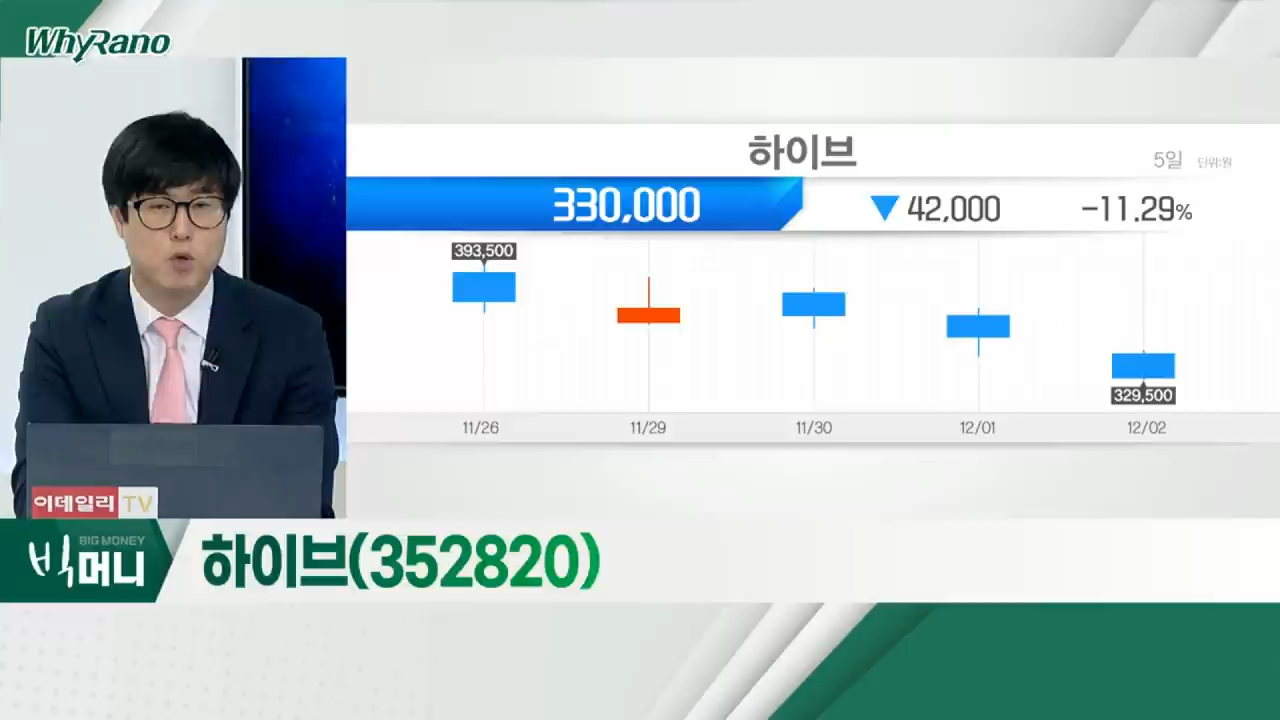 WhyRano
하이브
5일 단위:원
330,000 ▼ 42,000 -11.29%
393,500
329,500
11/26 11/29 11/30 12/01 12/02
이데일리 TV
BIG MONEY
빅머니
하이브(352820)